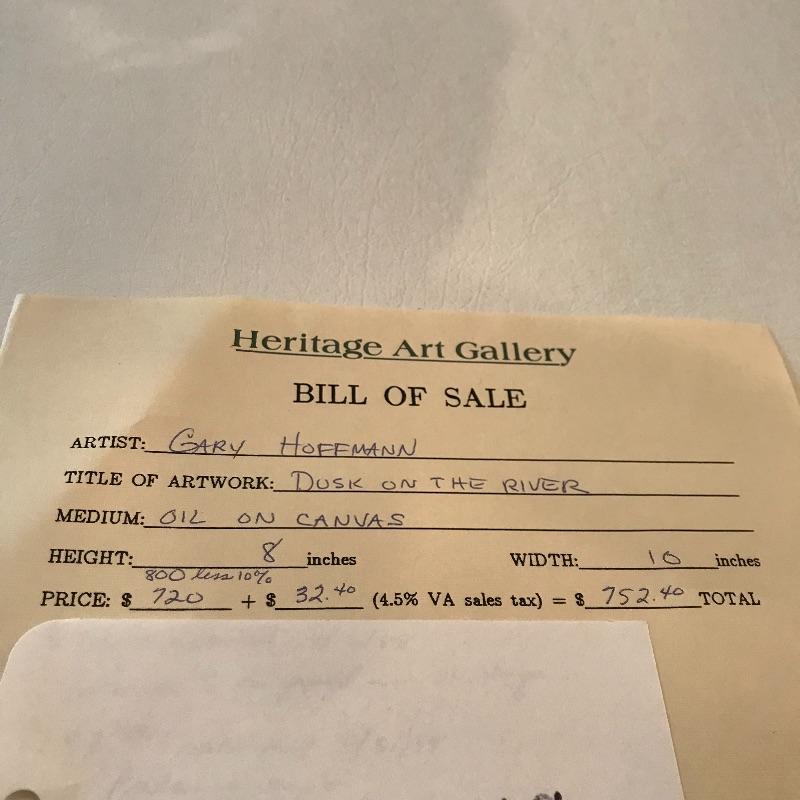 Heritage Art Gallery
BILL OF SALE
ARTIST: GARY HOFFMANN
TITLE OF ARTWORK: DUSK ON THE RIVER
MEDIUM: OIL ON CANVAS
HEIGHT: 8 inches WIDTH: 10 inches
800 less 10%
PRICE: $ 720 + $ 32.40 (4.5% VA sales tax) = $ 752.40 TOTAL